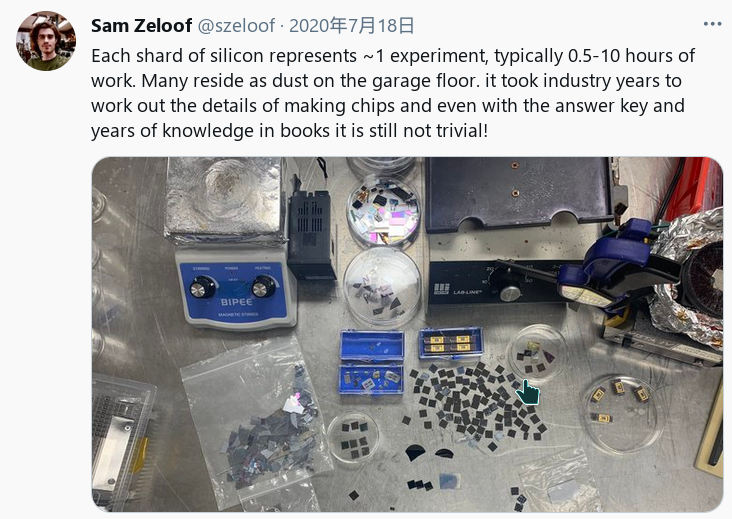 Sam Zeloof @szeloof · 2020年7月18日
Each shard of silicon represents ~1 experiment, typically 0.5-10 hours of
work. Many reside as dust on the garage floor. it took industry years to
work out the details of making chips and even with the answer key and
years of knowledge in books it is still not trivial!
STIRRING POWER HEATING
BIPEE
MAGNETIC STIRRER
LAB-LINE